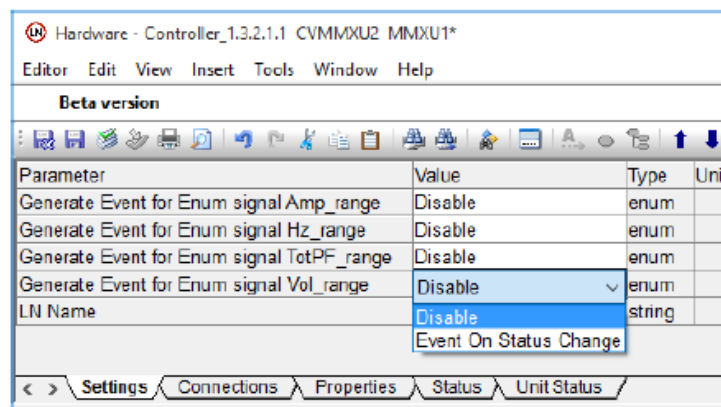 Hardware - Controller_1.3.2.1.1 CVMMXU2 MMXU1*
Editor Edit View Insert Tools Window Help
Beta version
Parameter Value Type Uni
Generate Event for Enum signal Amp_range Disable enum
Generate Event for Enum signal Hz_range Disable enum
Generate Event for Enum signal TotPF_range Disable enum
Generate Event for Enum signal Vol_range Disable enum
LN Name string
Disable
Event On Status Change
Settings Connections Properties Status Unit Status